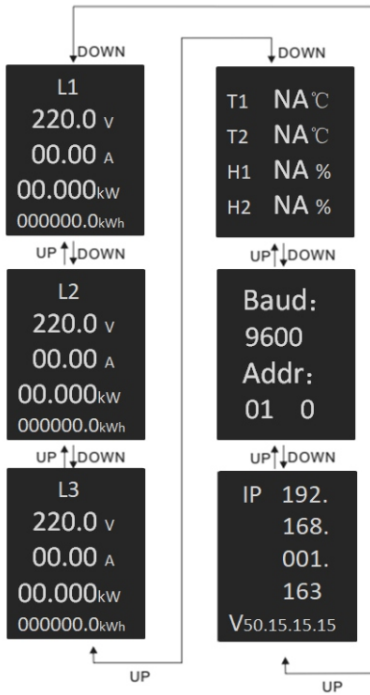 DOWN
L1
220.0 V
00.00 A
00.000kW
000000.0kWh
UP DOWN
L2
220.0 V
00.00 A
00.000kW
000000.0kWh
UP DOWN
L3
220.0 V
00.00 A
00.000kW
000000.0kWh
UP
DOWN
T1 NA℃
T2 NA℃
H1 NA %
H2 NA %
UP DOWN
Baud:
9600
Addr:
01 0
UP DOWN
IP 192.
168.
001.
163
V50.15.15.15
UP